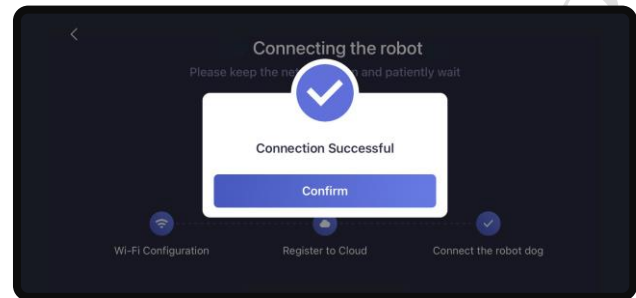 Connecting the robot
Please keep the net and patiently wait
Connection Successful
Confirm
Wi-Fi Configuration
Register to Cloud
Connect the robot dog